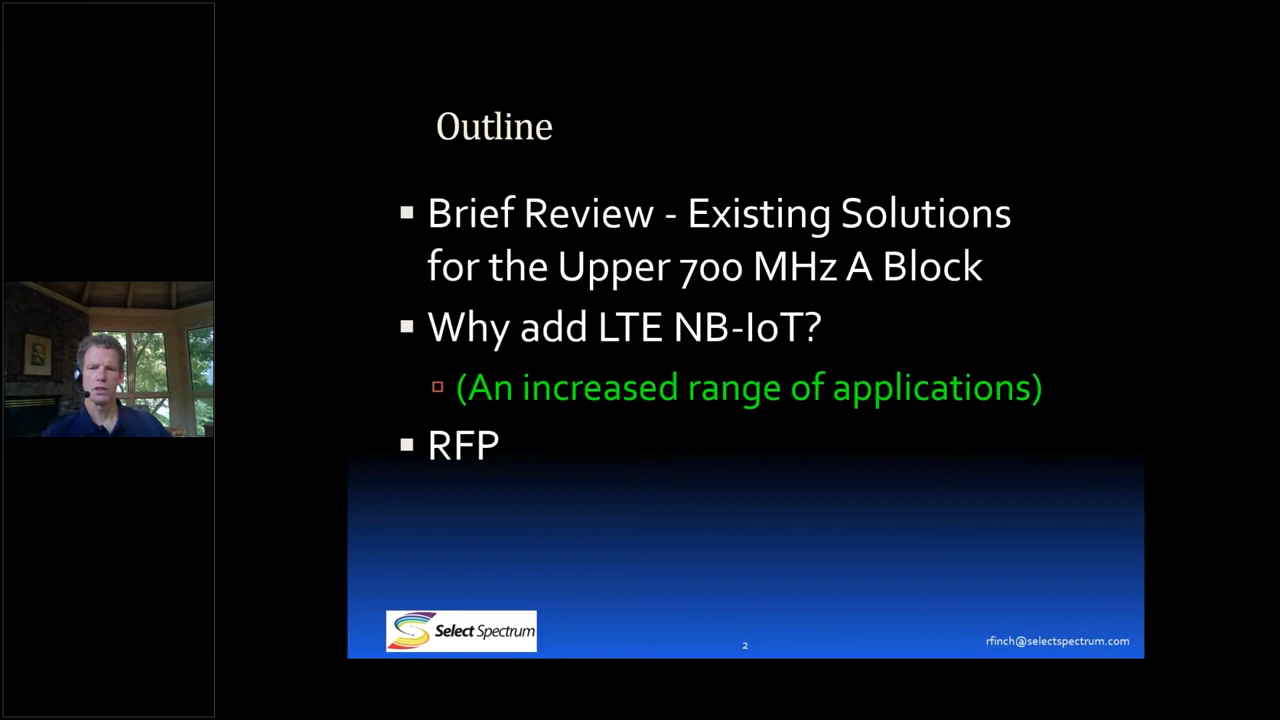 Outline
▪ Brief Review - Existing Solutions
for the Upper 700 MHz A Block
▪ Why add LTE NB-IoT?
▫ (An increased range of applications)
▪ RFP
Select Spectrum
2
rfinch@selectspectrum.com